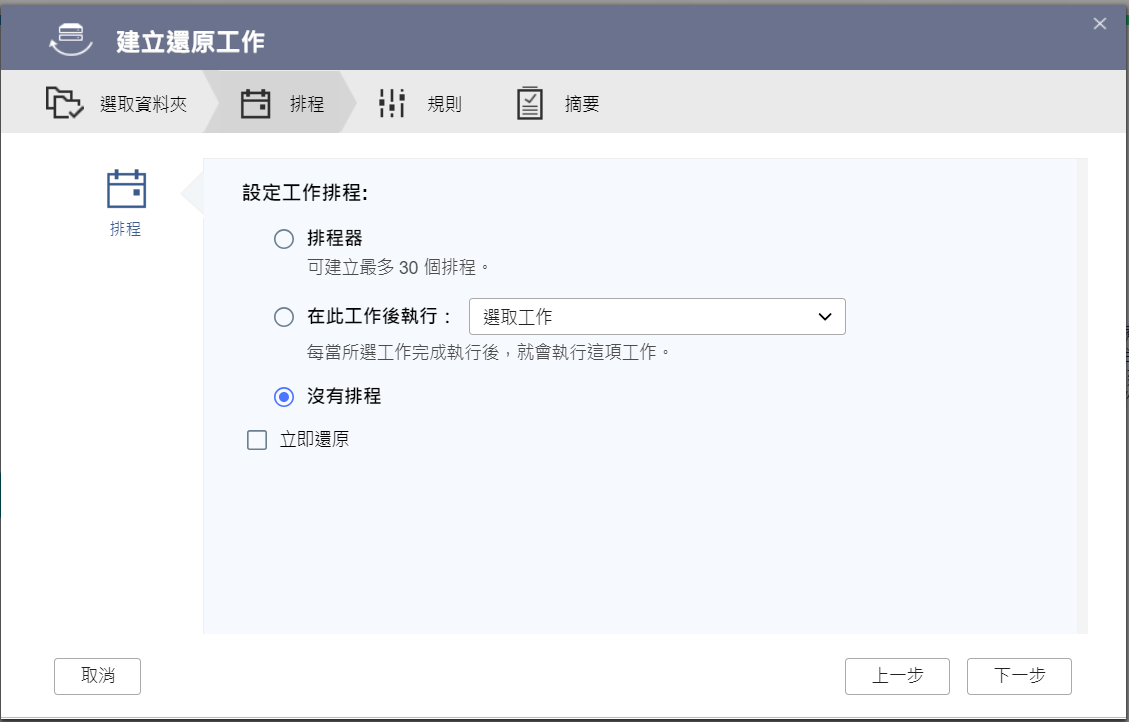 建立還原工作
選取資料夾
排程
規則
摘要
排程
設定工作排程:
排程器
可建立最多 30 個排程。
在此工作後執行：
選取工作
每當所選工作完成執行後，就會執行這項工作。
沒有排程
立即還原
取消
上一步
下一步